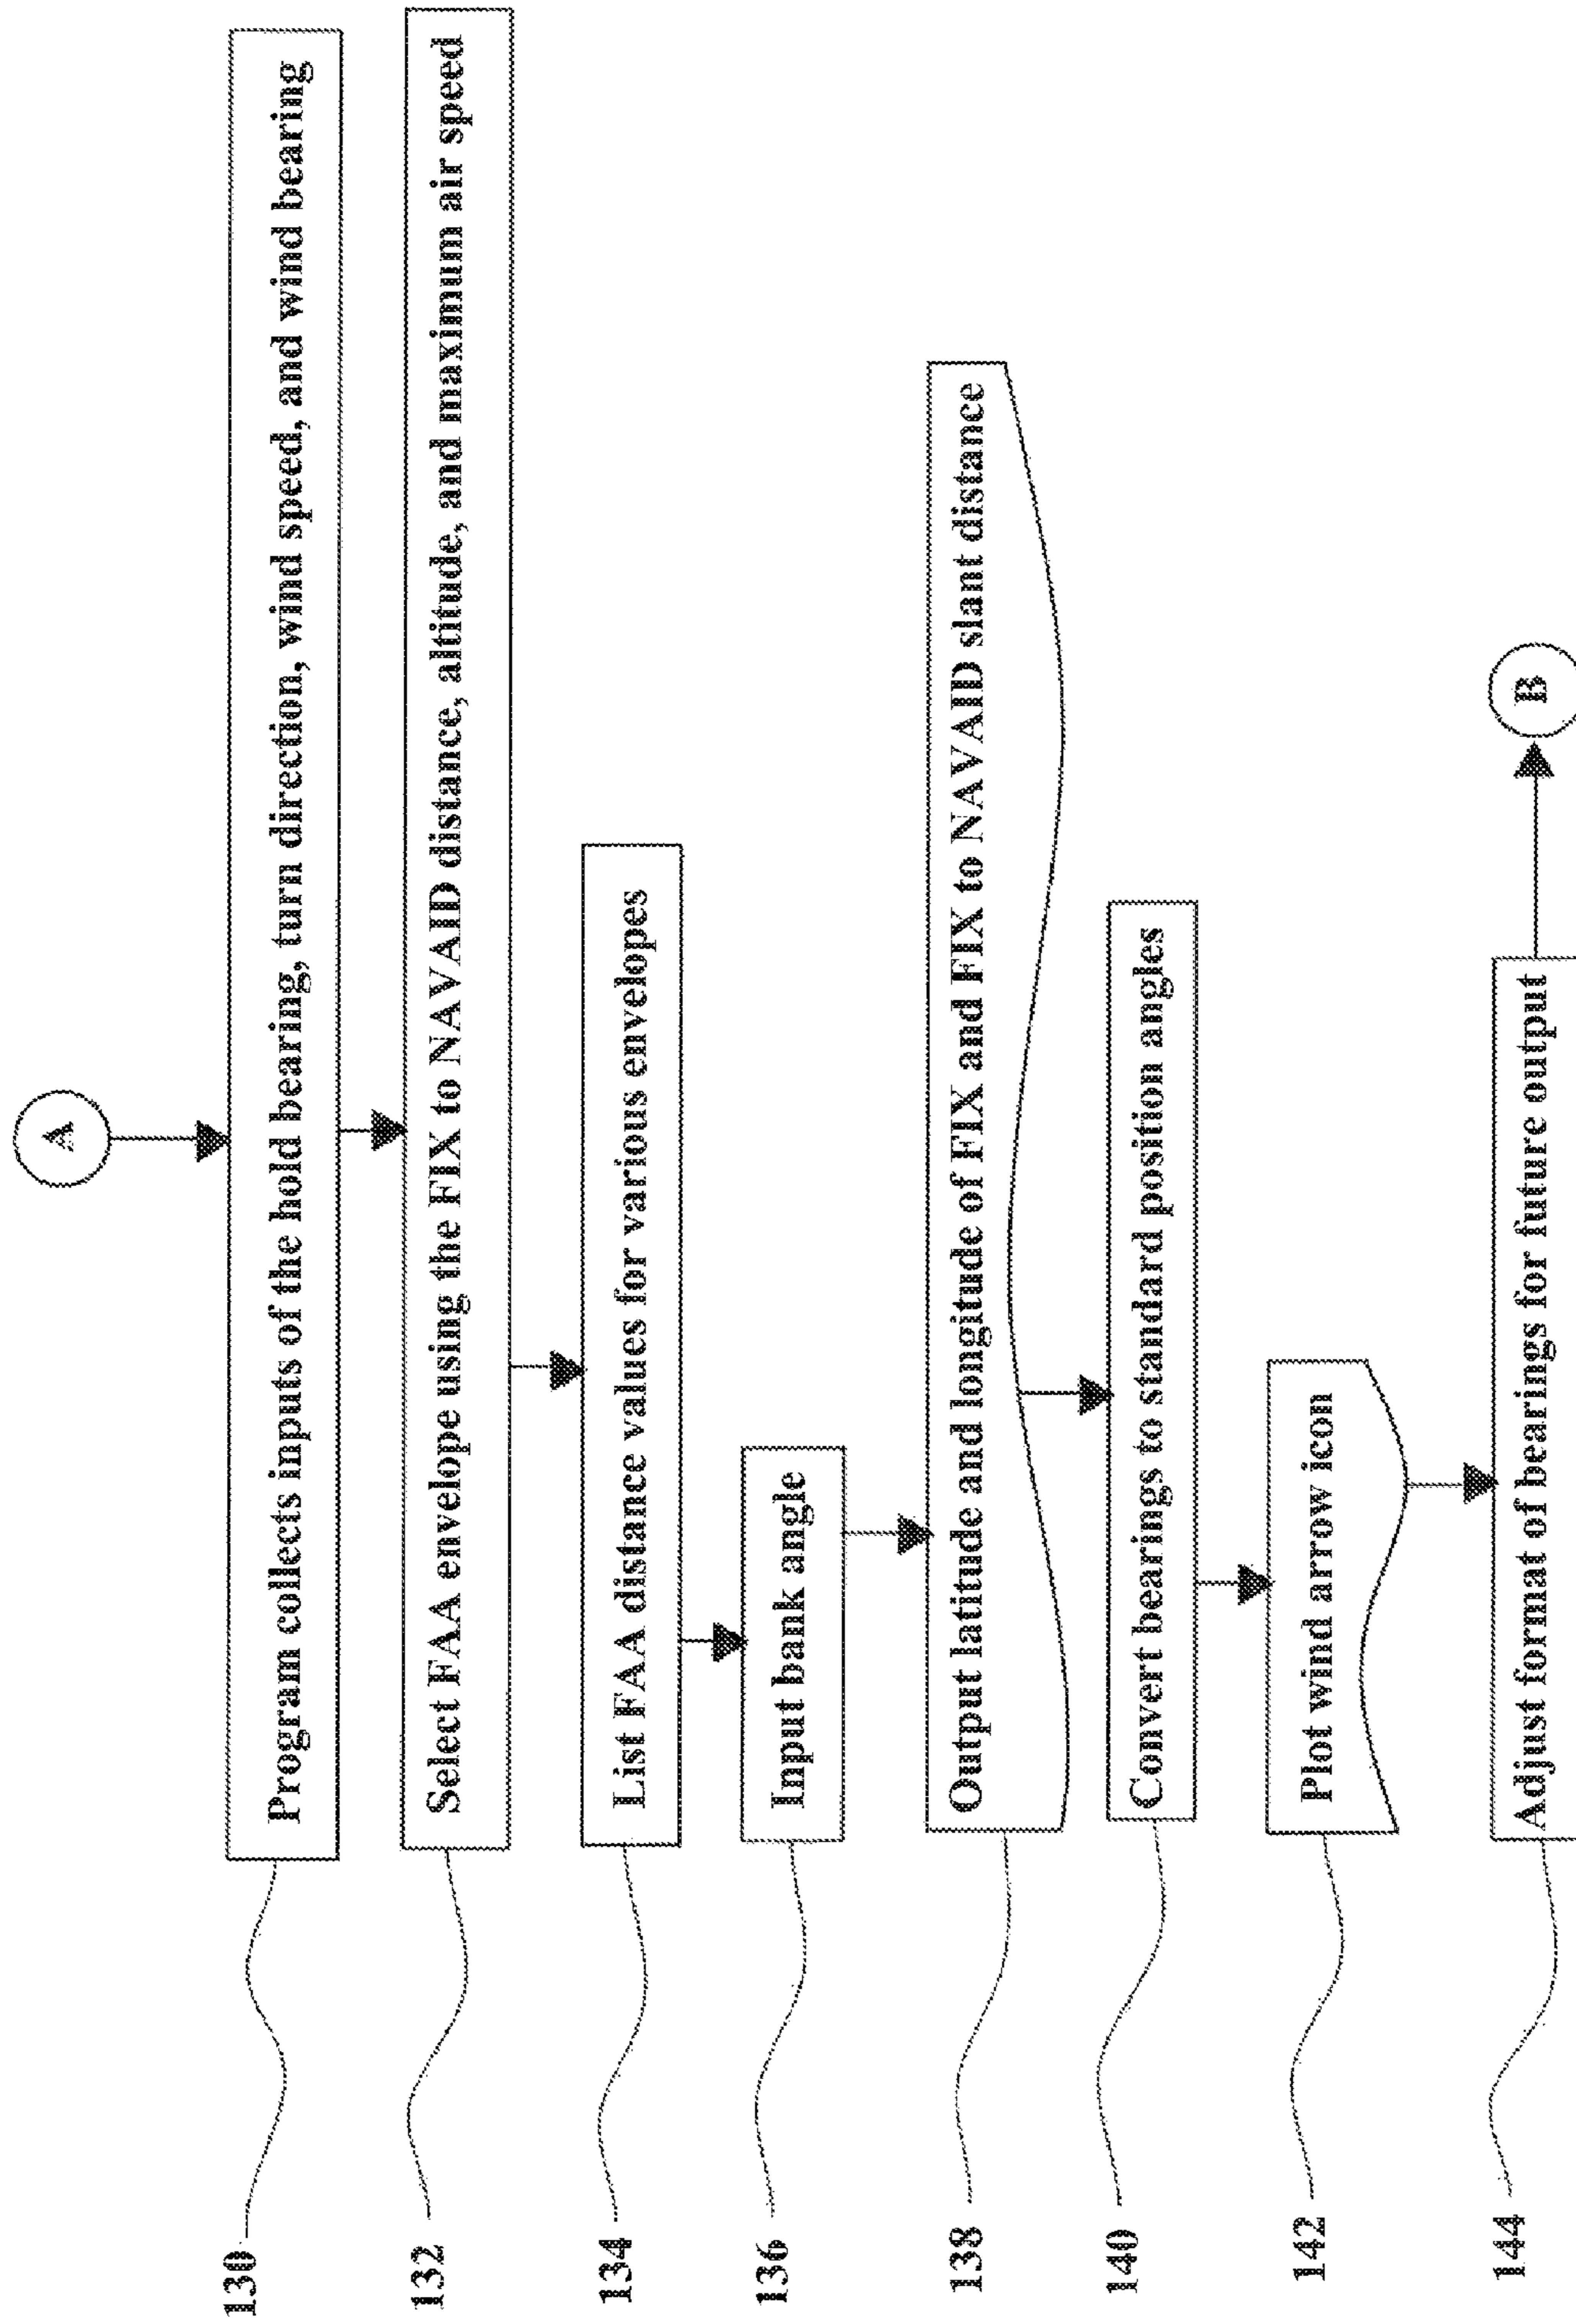 A
130
Program collects inputs of the hold bearing, turn direction, wind speed, and wind bearing
132
Select FAA envelope using the FIX to NAVAID distance, altitude, and maximum air speed
134
List FAA distance values for various envelopes
136
Input bank angle
138
Output latitude and longitude of FIX and FIX to NAVAID slant distance
140
Convert bearings to standard position angles
142
Plot wind arrow icon
144
Adjust format of bearings for future output
B